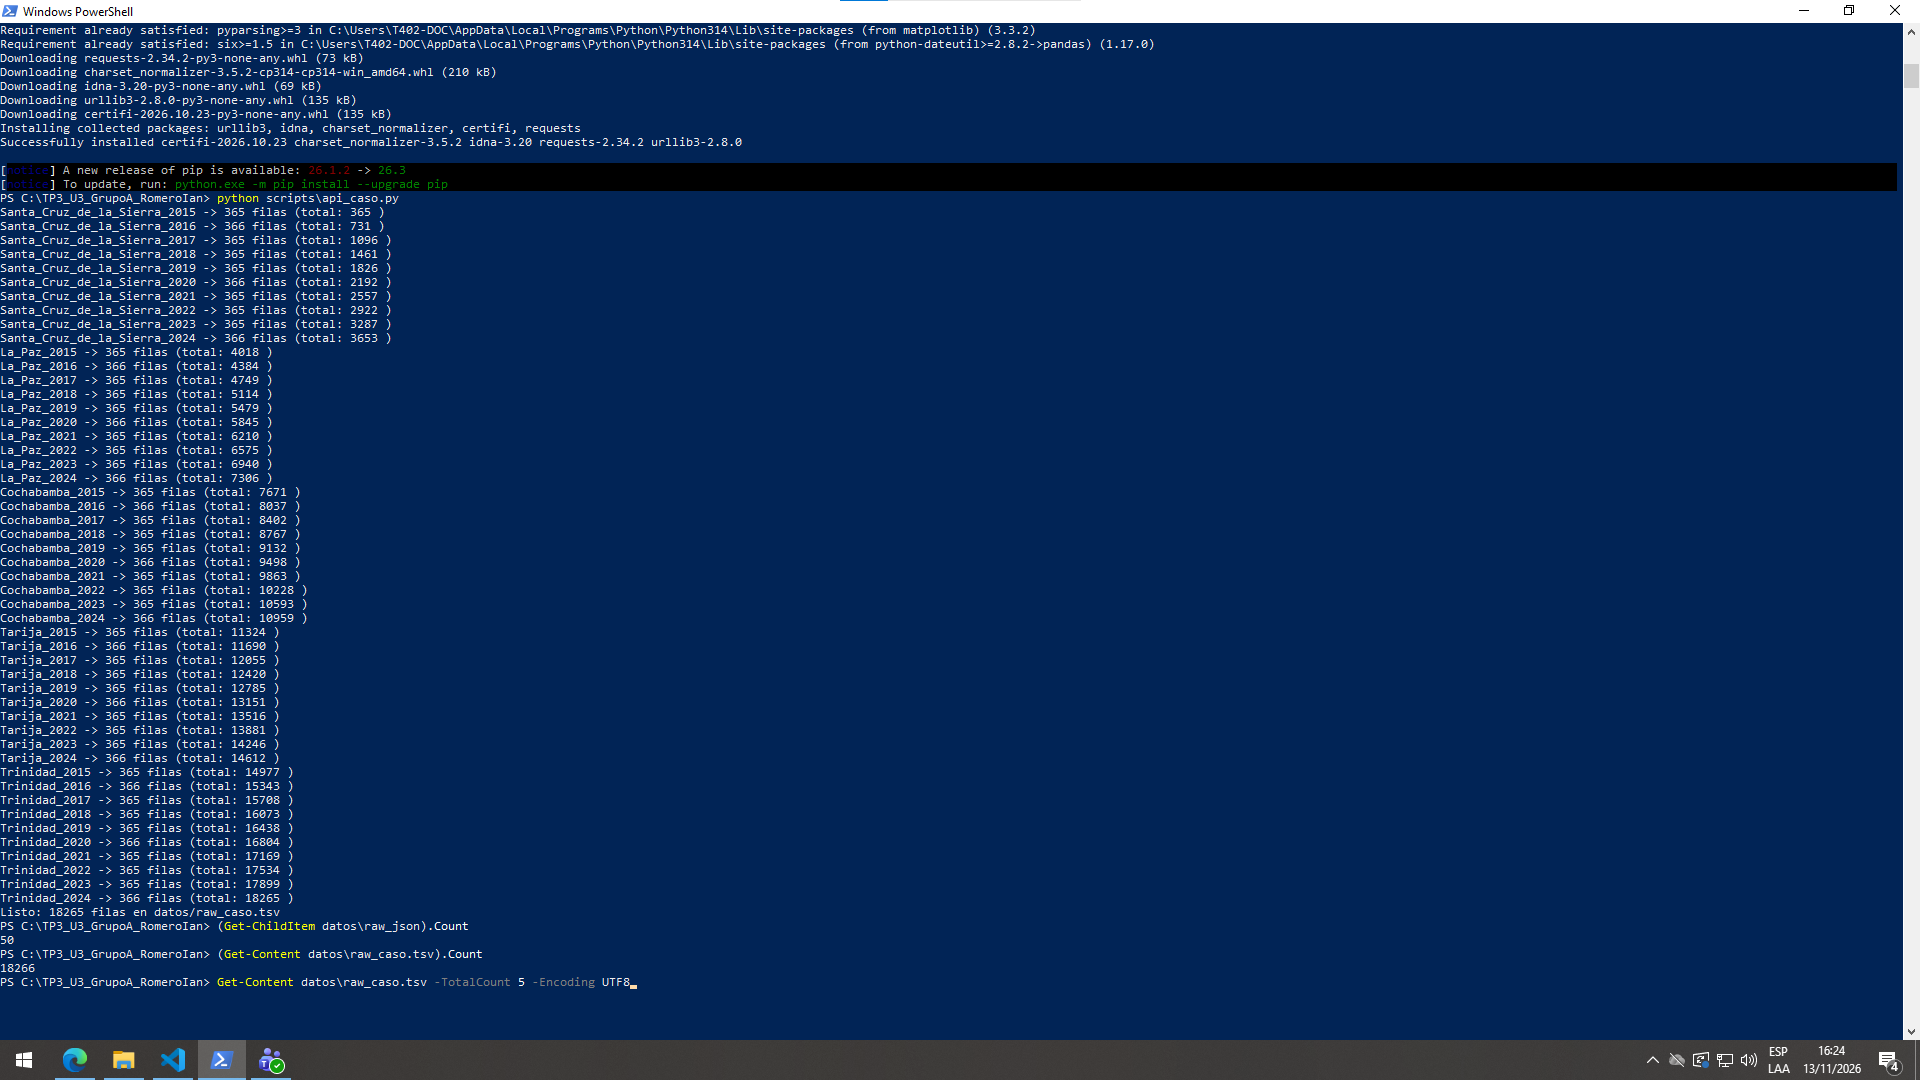 Windows PowerShell
Requirement already satisfied: pyparsing>=3 in C:\Users\T402-DOC\AppData\Local\Programs\Python\Python314\Lib\site-packages (from matplotlib) (3.3.2)
Requirement already satisfied: six>=1.5 in C:\Users\T402-DOC\AppData\Local\Programs\Python\Python314\Lib\site-packages (from python-dateutil>=2.8.2->pandas) (1.17.0)
Downloading requests-2.34.2-py3-none-any.whl (73 kB)
Downloading charset_normalizer-3.5.2-cp314-cp314-win_amd64.whl (210 kB)
Downloading idna-3.20-py3-none-any.whl (69 kB)
Downloading urllib3-2.8.0-py3-none-any.whl (135 kB)
Downloading certifi-2026.10.23-py3-none-any.whl (135 kB)
Installing collected packages: urllib3, idna, charset_normalizer, certifi, requests
Successfully installed certifi-2026.10.23 charset_normalizer-3.5.2 idna-3.20 requests-2.34.2 urllib3-2.8.0
[notice] A new release of pip is available: 26.1.2 -> 26.3
[notice] To update, run: python.exe -m pip install --upgrade pip
PS C:\TP3_U3_GrupoA_RomeroIan> python scripts\api_caso.py
Santa_Cruz_de_la_Sierra_2015 -> 365 filas (total: 365 )
Santa_Cruz_de_la_Sierra_2016 -> 366 filas (total: 731 )
Santa_Cruz_de_la_Sierra_2017 -> 365 filas (total: 1096 )
Santa_Cruz_de_la_Sierra_2018 -> 365 filas (total: 1461 )
Santa_Cruz_de_la_Sierra_2019 -> 365 filas (total: 1826 )
Santa_Cruz_de_la_Sierra_2020 -> 366 filas (total: 2192 )
Santa_Cruz_de_la_Sierra_2021 -> 365 filas (total: 2557 )
Santa_Cruz_de_la_Sierra_2022 -> 365 filas (total: 2922 )
Santa_Cruz_de_la_Sierra_2023 -> 365 filas (total: 3287 )
Santa_Cruz_de_la_Sierra_2024 -> 366 filas (total: 3653 )
La_Paz_2015 -> 365 filas (total: 4018 )
La_Paz_2016 -> 366 filas (total: 4384 )
La_Paz_2017 -> 365 filas (total: 4749 )
La_Paz_2018 -> 365 filas (total: 5114 )
La_Paz_2019 -> 365 filas (total: 5479 )
La_Paz_2020 -> 366 filas (total: 5845 )
La_Paz_2021 -> 365 filas (total: 6210 )
La_Paz_2022 -> 365 filas (total: 6575 )
La_Paz_2023 -> 365 filas (total: 6940 )
La_Paz_2024 -> 366 filas (total: 7306 )
Cochabamba_2015 -> 365 filas (total: 7671 )
Cochabamba_2016 -> 366 filas (total: 8037 )
Cochabamba_2017 -> 365 filas (total: 8402 )
Cochabamba_2018 -> 365 filas (total: 8767 )
Cochabamba_2019 -> 365 filas (total: 9132 )
Cochabamba_2020 -> 366 filas (total: 9498 )
Cochabamba_2021 -> 365 filas (total: 9863 )
Cochabamba_2022 -> 365 filas (total: 10228 )
Cochabamba_2023 -> 365 filas (total: 10593 )
Cochabamba_2024 -> 366 filas (total: 10959 )
Tarija_2015 -> 365 filas (total: 11324 )
Tarija_2016 -> 366 filas (total: 11690 )
Tarija_2017 -> 365 filas (total: 12055 )
Tarija_2018 -> 365 filas (total: 12420 )
Tarija_2019 -> 365 filas (total: 12785 )
Tarija_2020 -> 366 filas (total: 13151 )
Tarija_2021 -> 365 filas (total: 13516 )
Tarija_2022 -> 365 filas (total: 13881 )
Tarija_2023 -> 365 filas (total: 14246 )
Tarija_2024 -> 366 filas (total: 14612 )
Trinidad_2015 -> 365 filas (total: 14977 )
Trinidad_2016 -> 366 filas (total: 15343 )
Trinidad_2017 -> 365 filas (total: 15708 )
Trinidad_2018 -> 365 filas (total: 16073 )
Trinidad_2019 -> 365 filas (total: 16438 )
Trinidad_2020 -> 366 filas (total: 16804 )
Trinidad_2021 -> 365 filas (total: 17169 )
Trinidad_2022 -> 365 filas (total: 17534 )
Trinidad_2023 -> 365 filas (total: 17899 )
Trinidad_2024 -> 366 filas (total: 18265 )
Listo: 18265 filas en datos/raw_caso.tsv
PS C:\TP3_U3_GrupoA_RomeroIan> (Get-ChildItem datos\raw_json).Count
50
PS C:\TP3_U3_GrupoA_RomeroIan> (Get-Content datos\raw_caso.tsv).Count
18266
PS C:\TP3_U3_GrupoA_RomeroIan> Get-Content datos\raw_caso.tsv -TotalCount 5 -Encoding UTF8
ESP
LAA
16:24
13/11/2026
4